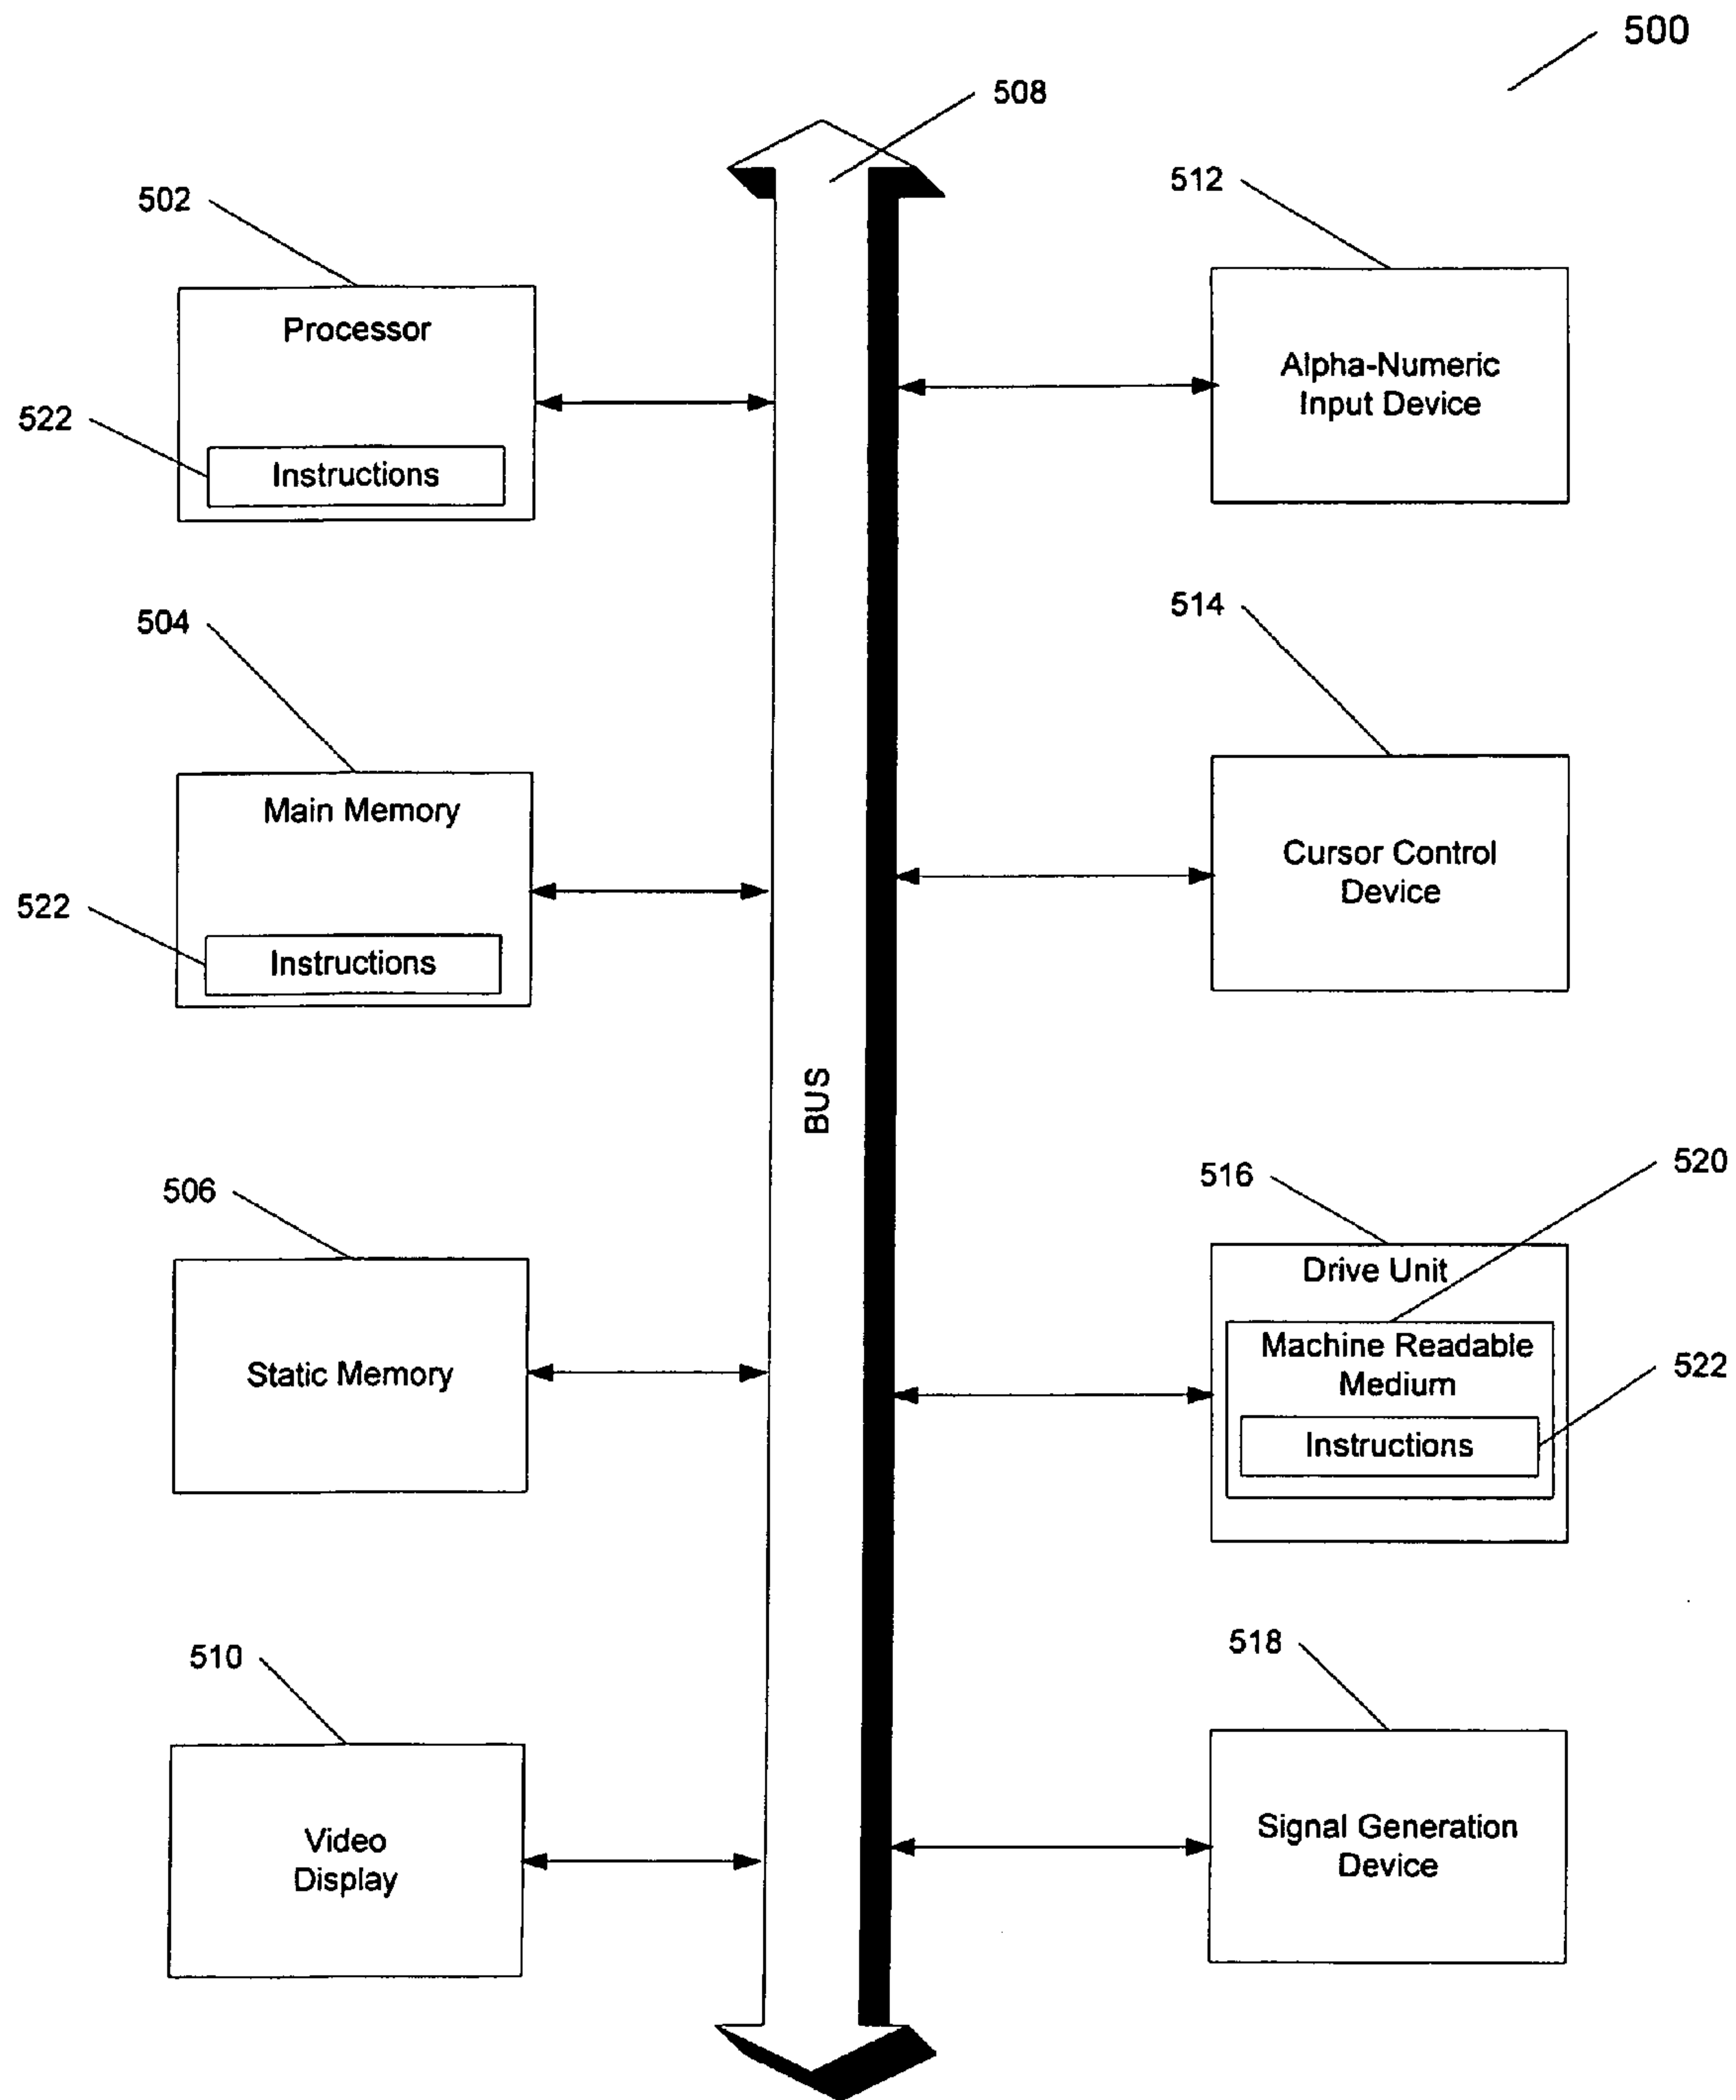 500
508
502
512
Processor
Alpha-Numeric
Input Device
522
Instructions
504
514
Main Memory
Cursor Control
Device
522
Instructions
BUS
506
516
520
Drive Unit
Static Memory
Machine Readable
Medium
522
Instructions
510
518
Video
Display
Signal Generation
Device